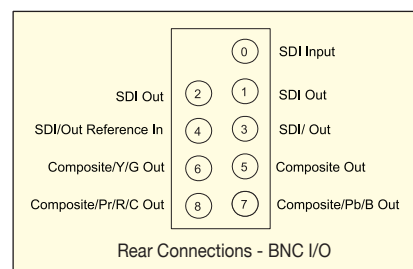 0 SDI Input
SDI Out 2 1 SDI Out
SDI/Out Reference In 4 3 SDI/ Out
Composite/Y/G Out 6 5 Composite Out
Composite/Pr/R/C Out 8 7 Composite/Pb/B Out
Rear Connections - BNC I/O